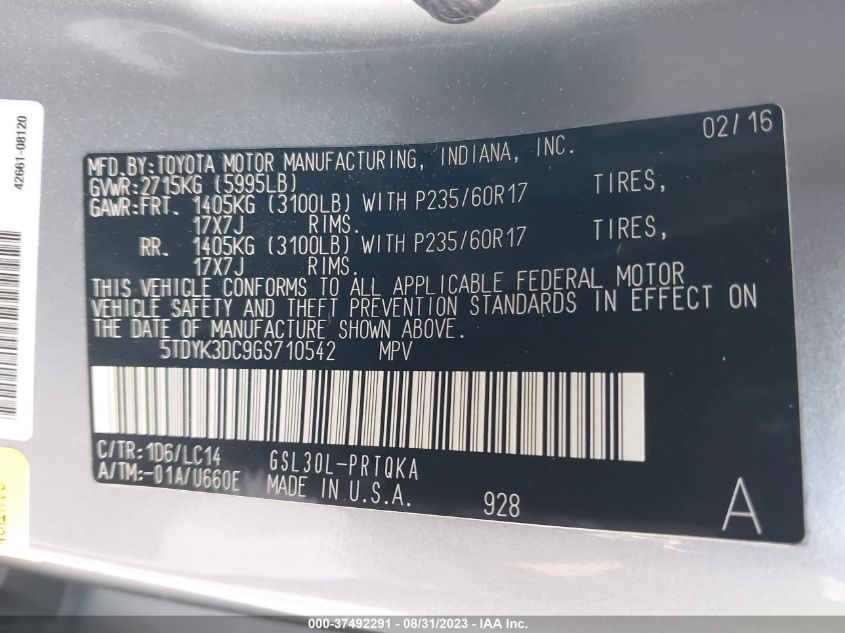 42661-08120
02/16
MFD.BY:TOYOTA MOTOR MANUFACTURING, INDIANA, INC.
GVWR:2715KG (5995LB)
GAWR:FRT. 1405KG (3100LB) WITH P235/60R17 TIRES,
17X7J RIMS.
RR. 1405KG (3100LB) WITH P235/60R17 TIRES,
17X7J RIMS.
THIS VEHICLE CONFORMS TO ALL APPLICABLE FEDERAL MOTOR
VEHICLE SAFETY AND THEFT PREVENTION STANDARDS IN EFFECT ON
THE DATE OF MANUFACTURE SHOWN ABOVE.
5TDYK3DC9GS710542 MPV
C/TR:1D6/LC14 GSL30L-PRTQKA
A/TM:-01A/U660E MADE IN U.S.A. 928 A
000-37492291 - 08/31/2023 - IAA Inc.